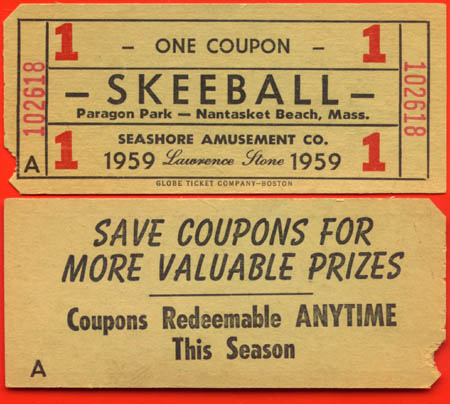 1 – ONE COUPON – 1
102618
– SKEEBALL –
102618
Paragon Park — Nantasket Beach, Mass.
SEASHORE AMUSEMENT CO.
A 1 1959 Lawrence Stone 1959 1
GLOBE TICKET COMPANY—BOSTON
SAVE COUPONS FOR
MORE VALUABLE PRIZES
Coupons Redeemable ANYTIME
This Season
A